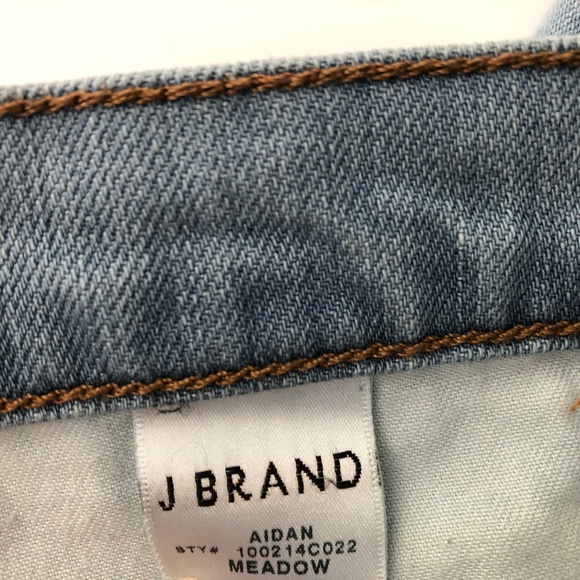 J BRAND
AIDAN
STY# 100214C022
MEADOW